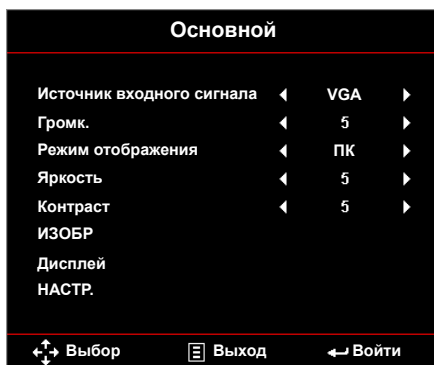 Основной
Источник входного сигнала VGA
Громк. 5
Режим отображения ПК
Яркость 5
Контраст 5
ИЗОБР
Дисплей
НАСТР.
Выбор Выход Войти